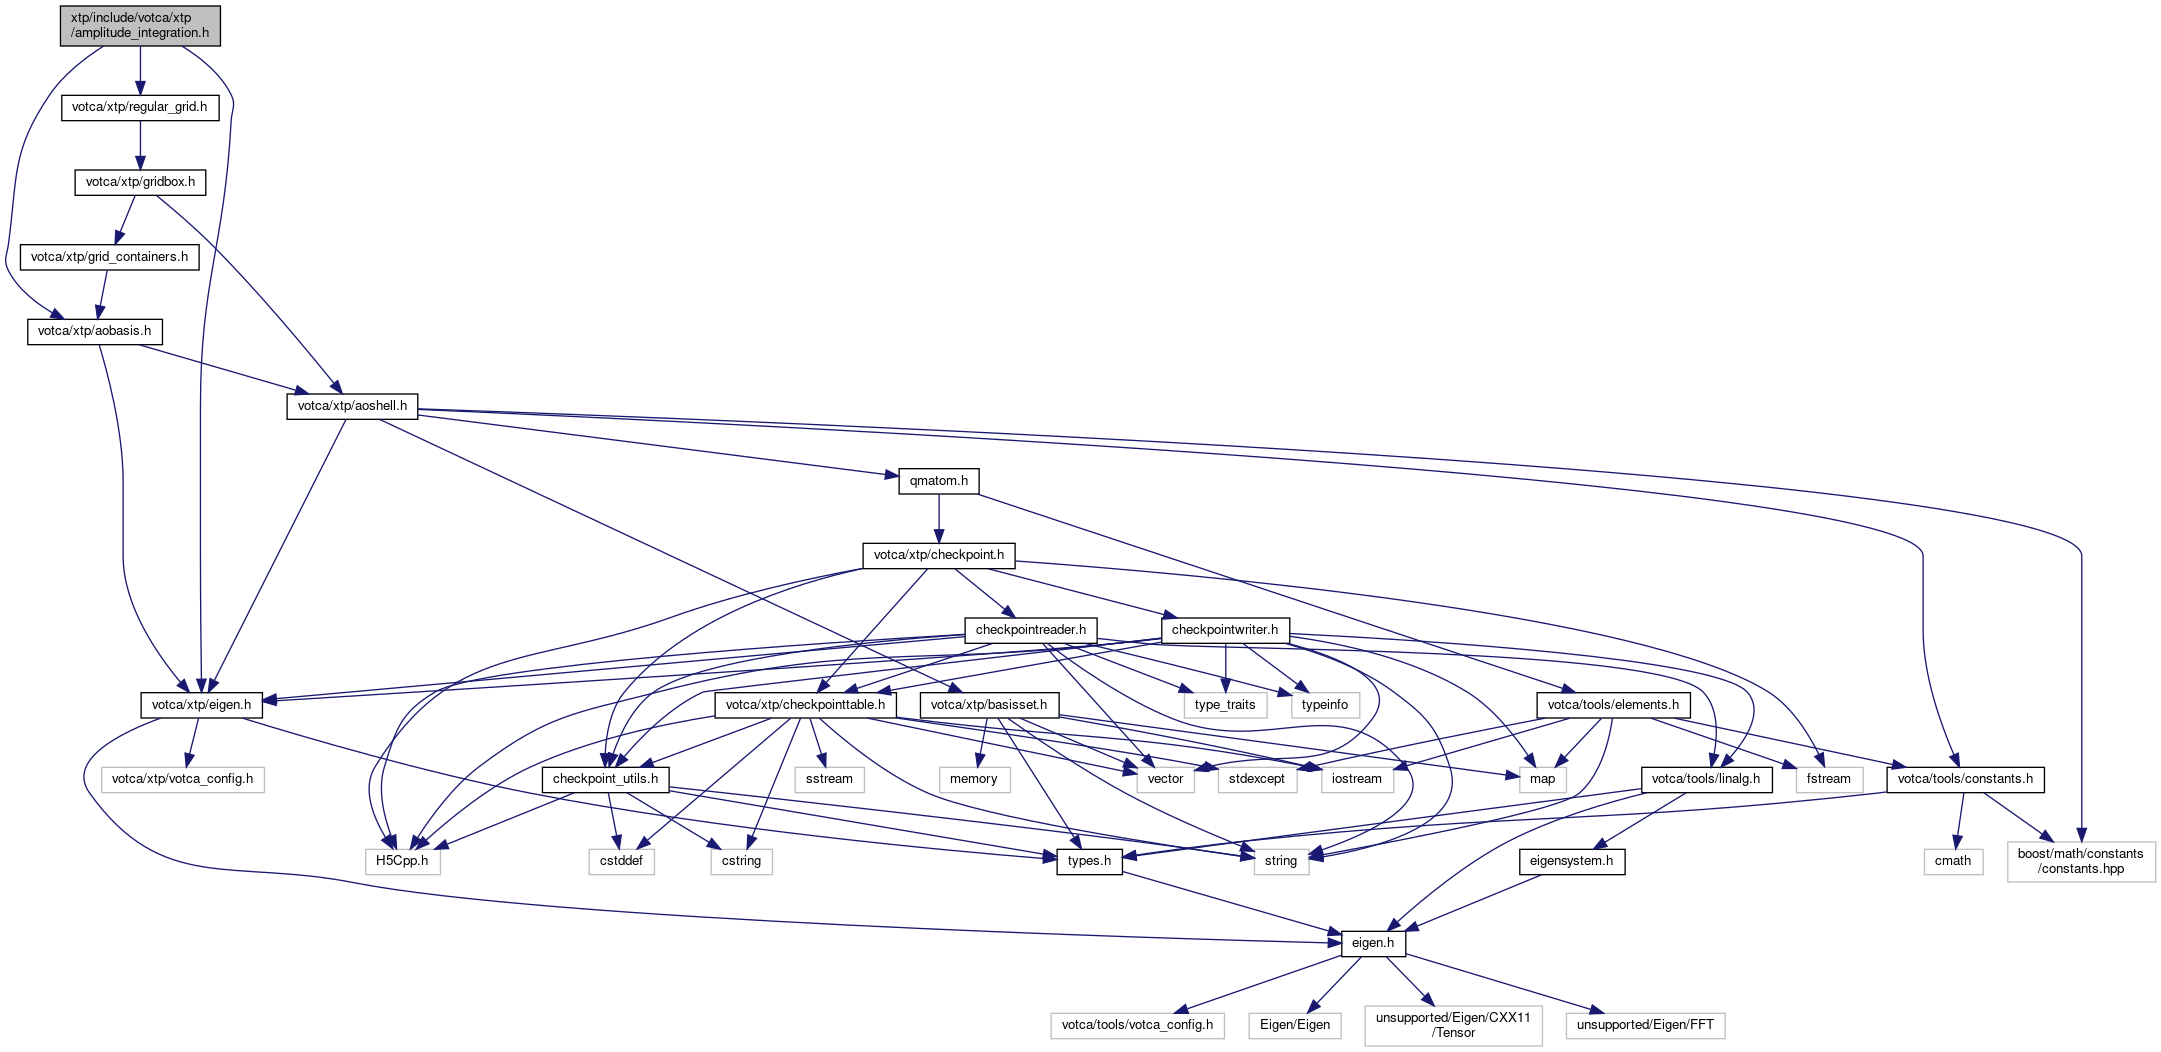 xtp/include/votca/xtp
/amplitude_integration.h
votca/xtp/regular_grid.h
votca/xtp/gridbox.h
votca/xtp/grid_containers.h
votca/xtp/aobasis.h
votca/xtp/aoshell.h
qmatom.h
votca/xtp/checkpoint.h
checkpointreader.h
checkpointwriter.h
votca/xtp/eigen.h
votca/xtp/checkpointtable.h
votca/xtp/basisset.h
type_traits
typeinfo
votca/tools/elements.h
votca/xtp/votca_config.h
checkpoint_utils.h
sstream
memory
vector
stdexcept
iostream
map
votca/tools/linalg.h
fstream
votca/tools/constants.h
H5Cpp.h
cstddef
cstring
types.h
string
eigensystem.h
cmath
boost/math/constants
/constants.hpp
eigen.h
votca/tools/votca_config.h
Eigen/Eigen
unsupported/Eigen/CXX11
/Tensor
unsupported/Eigen/FFT